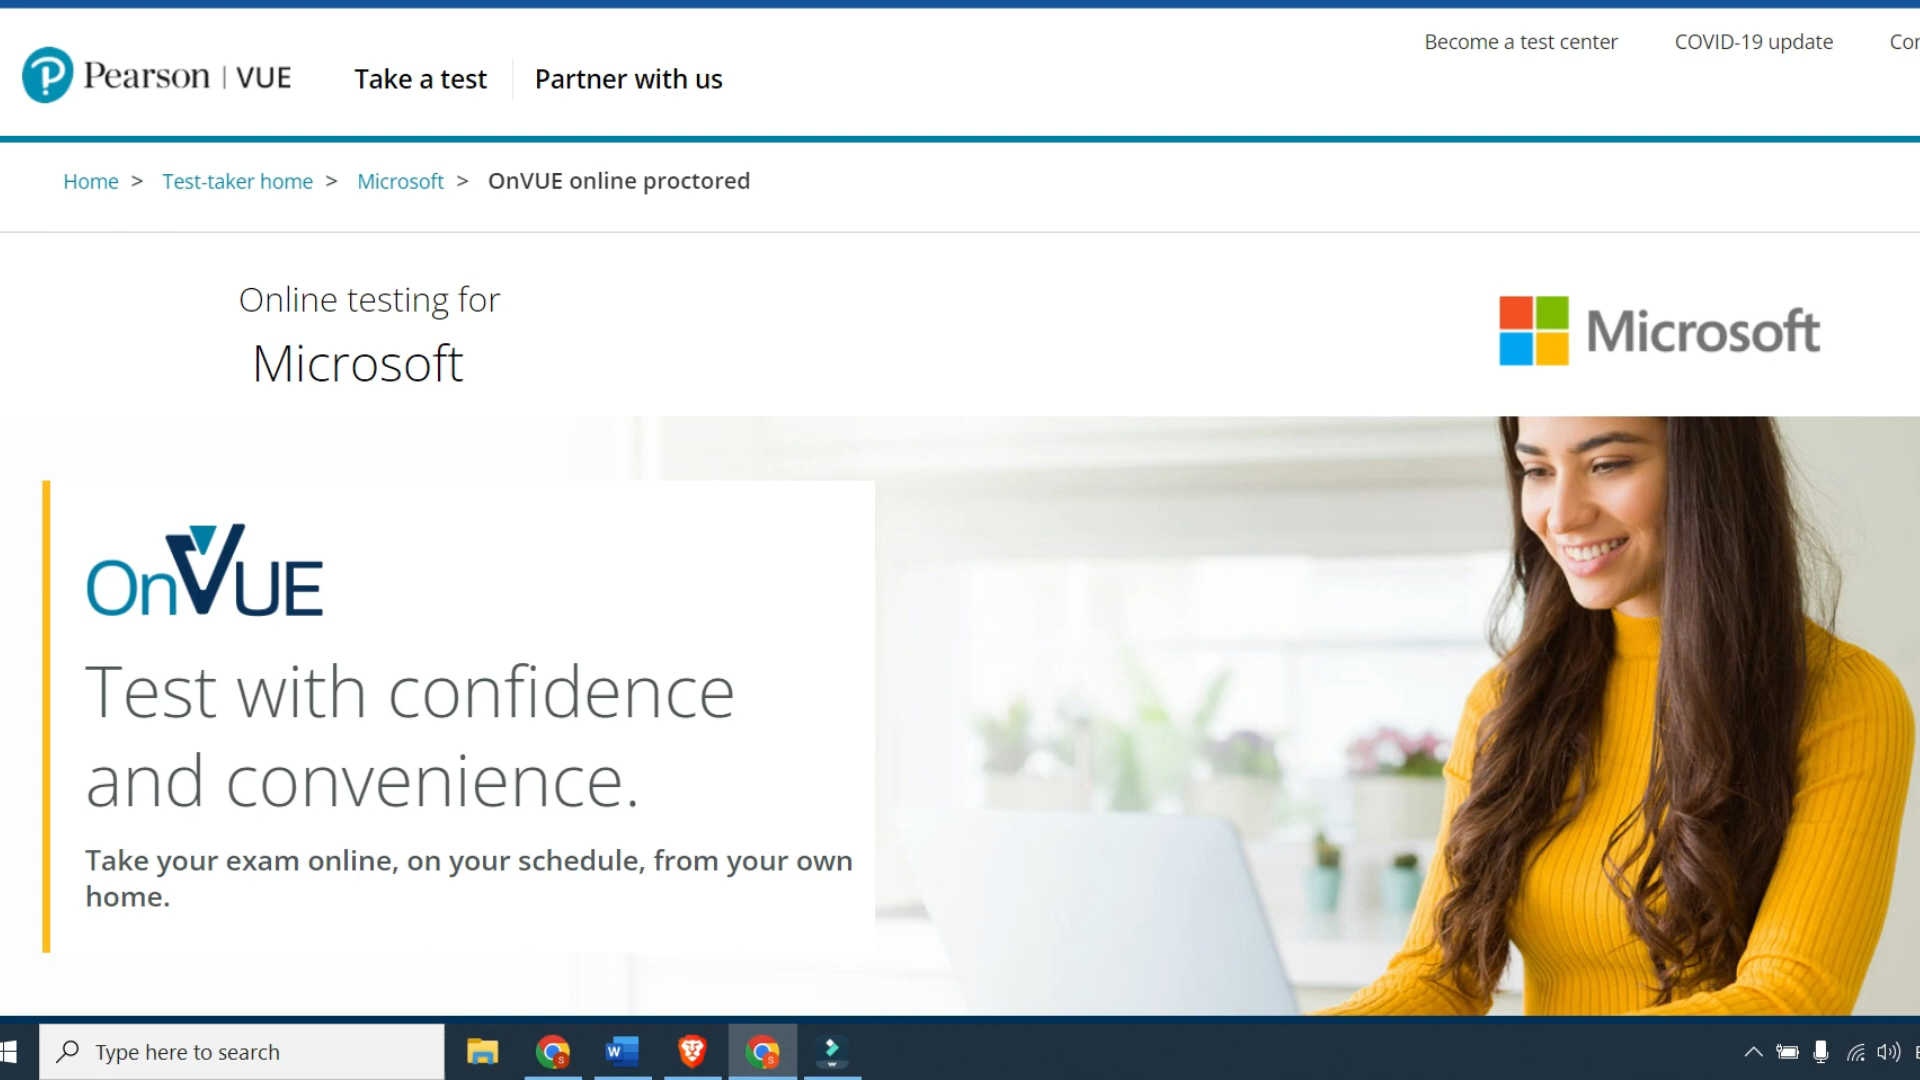 Become a test center COVID-19 update
Pearson | VUE Take a test Partner with us
Home > Test-taker home > Microsoft > OnVUE online proctored
Online testing for
Microsoft
Microsoft
OnVUE
Test with confidence
and convenience.
Take your exam online, on your schedule, from your own
home.
Type here to search